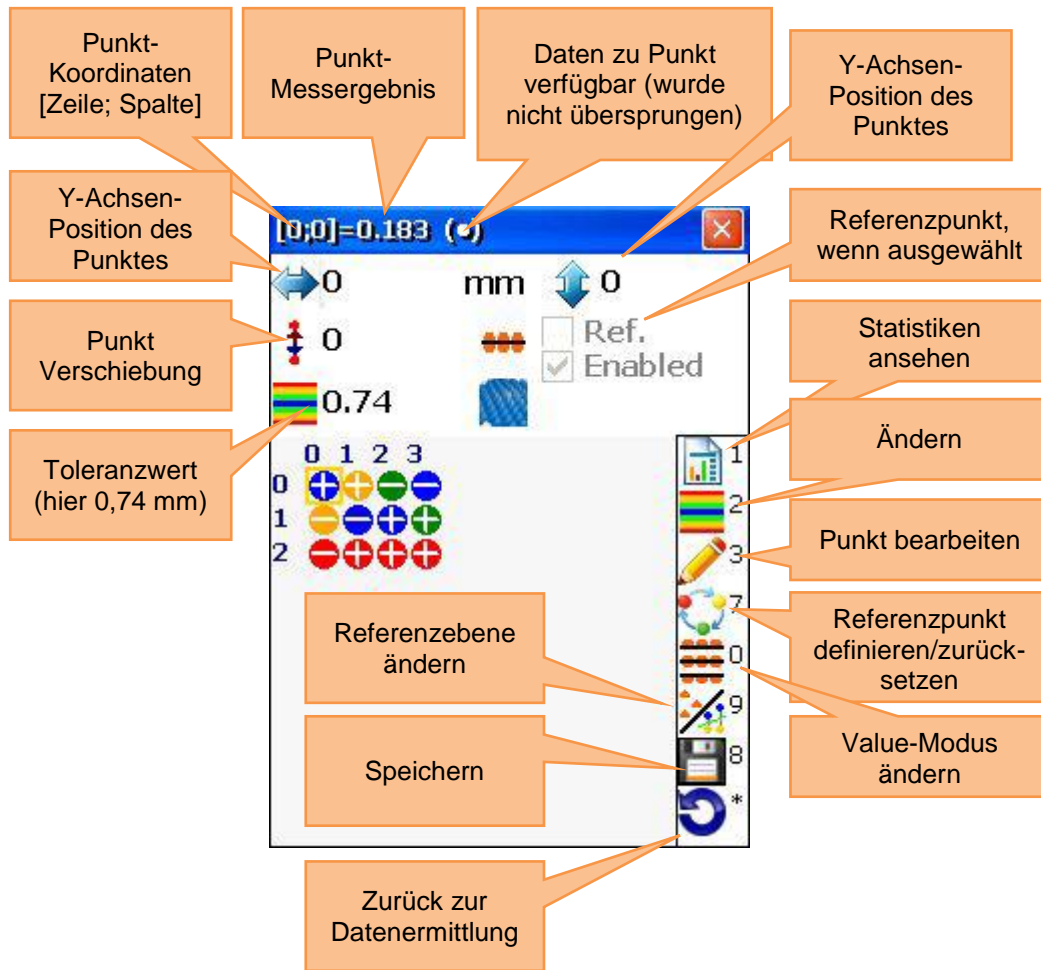 Punkt-
Koordinaten
[Zeile; Spalte]
Punkt-
Messergebnis
Daten zu Punkt
verfügbar (wurde
nicht übersprungen)
Y-Achsen-
Position des
Punktes
Y-Achsen-
Position des
Punktes
Punkt
Verschiebung
Toleranzwert
(hier 0,74 mm)
[0;0]=0.183 (•)
0 mm 0
0 Ref.
Enabled
0.74
0 1 2 3
0
1
2
1
2
3
7
0
9
8
*
Referenzpunkt,
wenn ausgewählt
Statistiken
ansehen
Ändern
Punkt bearbeiten
Referenzpunkt
definieren/zurück-
setzen
Value-Modus
ändern
Referenzebene
ändern
Speichern
Zurück zur
Datenermittlung